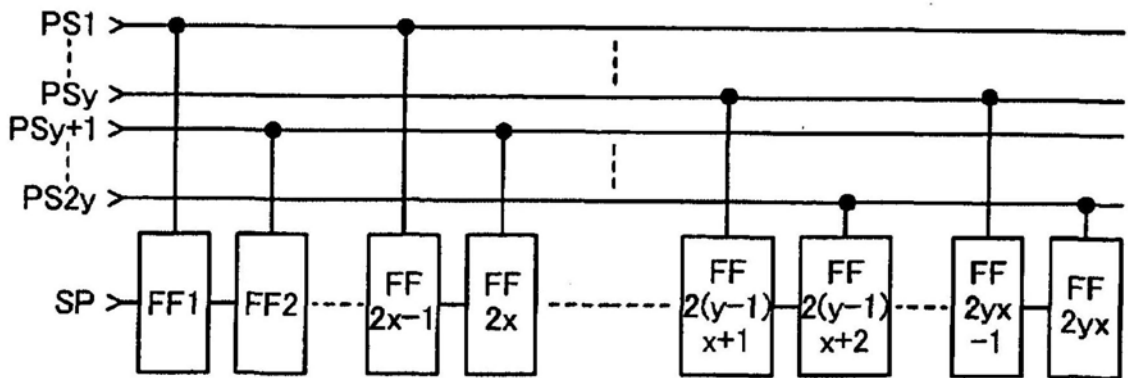 PS1
PSy
PSy+1
PS2y
SP
FF1
FF2
FF
2x-1
FF
2x
FF
2(y-1)
x+1
FF
2(y-1)
x+2
FF
2yx
-1
FF
2yx